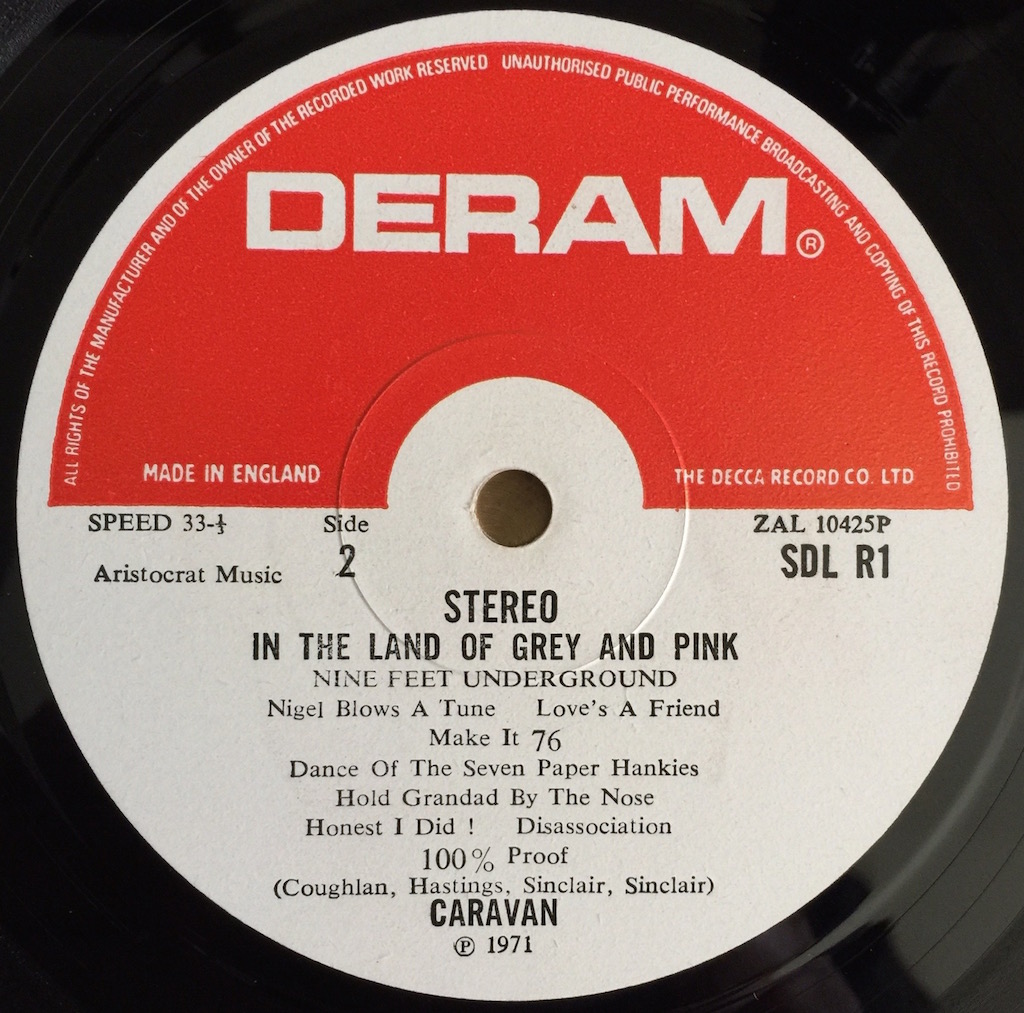 ALL RIGHTS OF THE MANUFACTURER AND OF THE OWNER OF THE RECORDED WORK RESERVED UNAUTHORISED PUBLIC PERFORMANCE BROADCASTING AND COPYING OF THIS RECORD PROHIBITED
DERAM®
MADE IN ENGLAND
THE DECCA RECORD CO. LTD
SPEED 33-⅓
Side
2
ZAL 10425P
SDL R1
Aristocrat Music
STEREO
IN THE LAND OF GREY AND PINK
NINE FEET UNDERGROUND
Nigel Blows A Tune Love's A Friend
Make It 76
Dance Of The Seven Paper Hankies
Hold Grandad By The Nose
Honest I Did ! Disassociation
100% Proof
(Coughlan, Hastings, Sinclair, Sinclair)
CARAVAN
℗ 1971